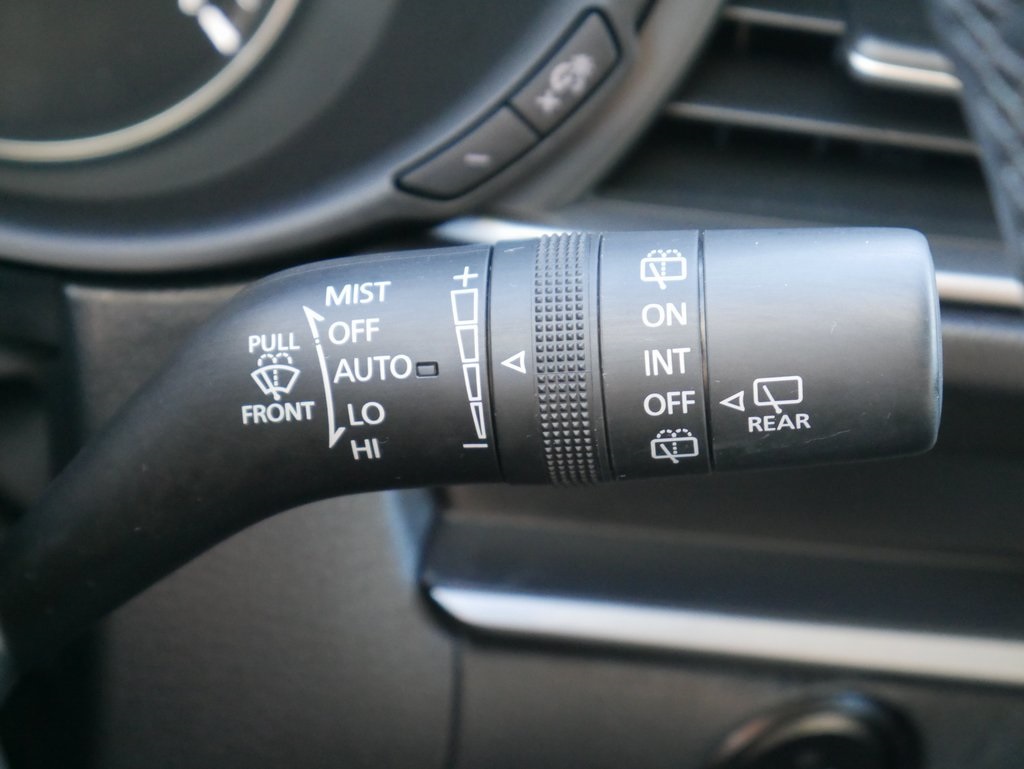 PULL
FRONT
MIST
OFF
AUTO
LO
HI
+
−
ON
INT
OFF
REAR